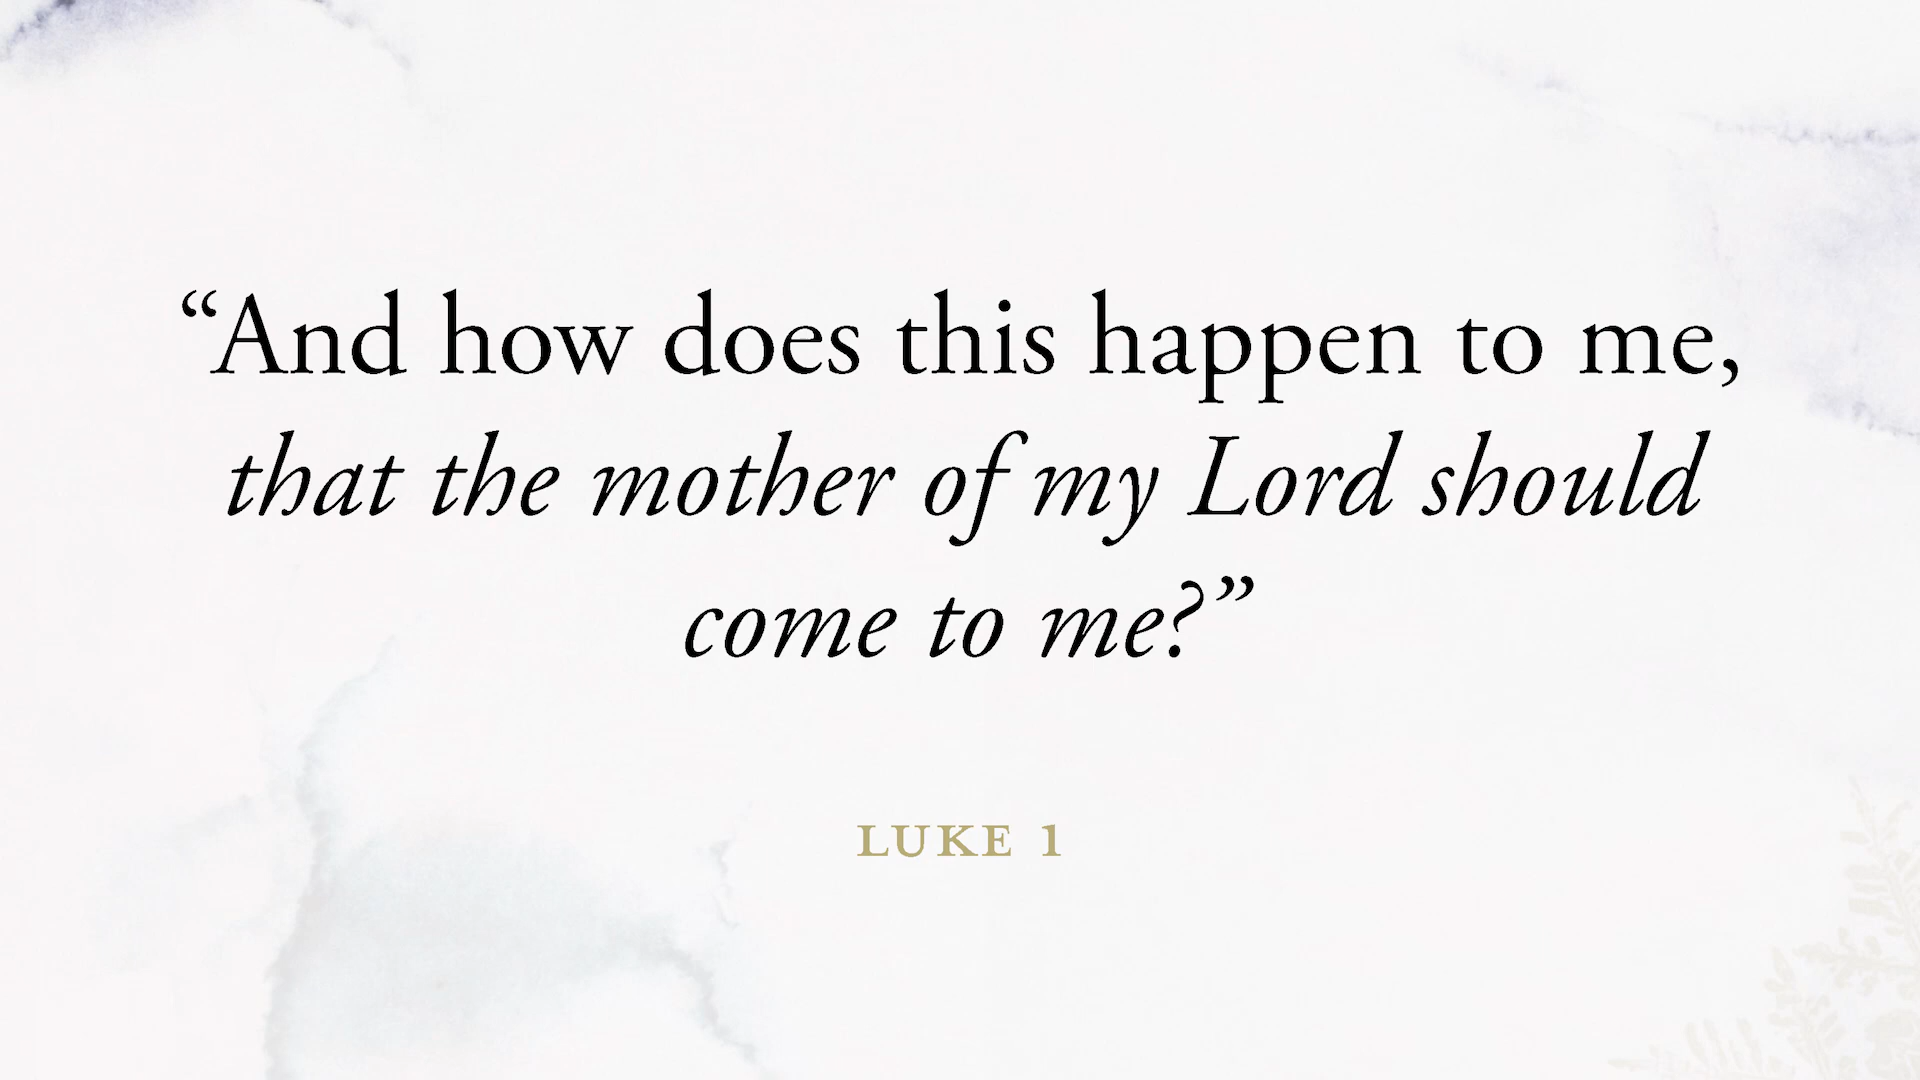 “And how does this happen to me,
that the mother of my Lord should
come to me?”
LUKE 1